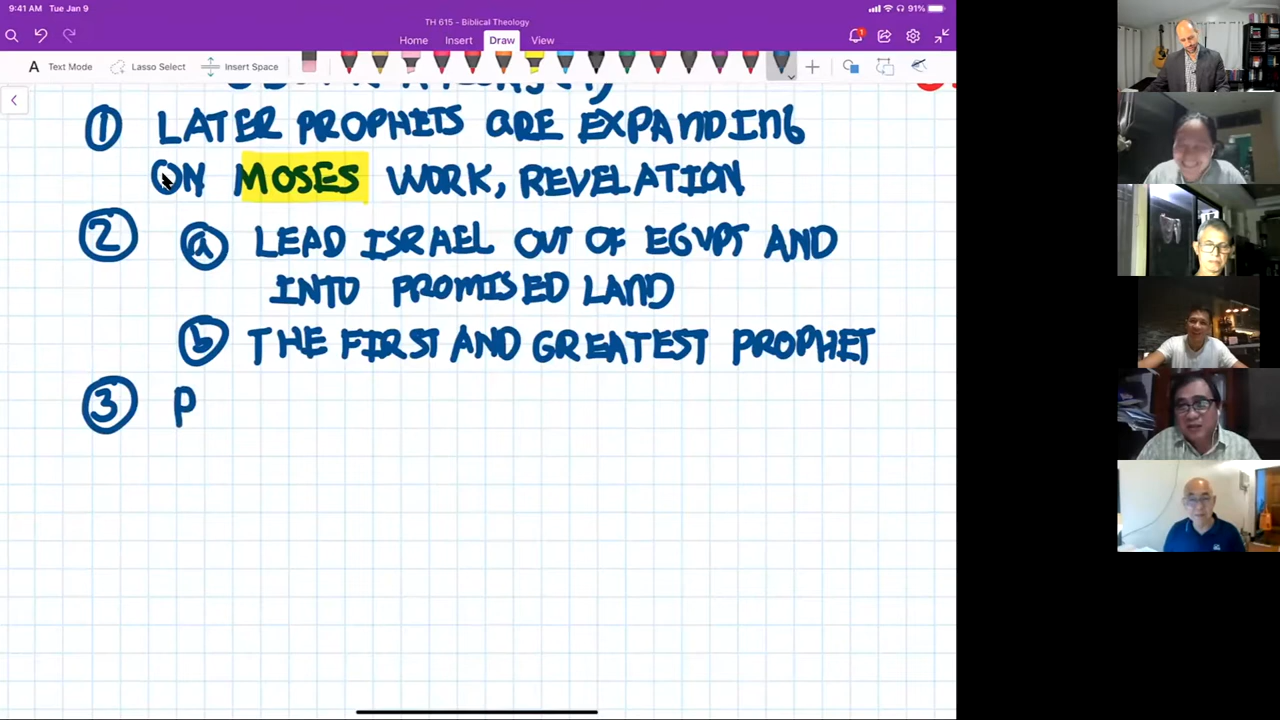 9:41 AM Tue Jan 9
91%
TH 615 - Biblical Theology
Home Insert Draw View
1
A Text Mode Lasso Select Insert Space
① LATER PROPHETS ARE EXPANDING
ON MOSES WORK, REVELATION
② ⓐ LEAD ISRAEL OUT OF EGYPT AND
INTO PROMISED LAND
ⓑ THE FIRST AND GREATEST PROPHET
③ P